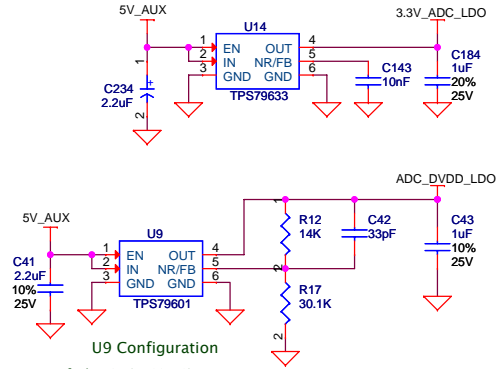 5V_AUX
3.3V_ADC_LDO
U14
1 EN OUT 4
2 IN NR/FB 5
3 GND GND 6
TPS79633
1
C234
2.2uF
2
C143
10nF
C184
1uF
20%
25V
ADC_DVDD_LDO
5V_AUX
U9
1 EN OUT 4
2 IN NR/FB 5
3 GND GND 6
TPS79601
C41
2.2uF
10%
25V
1
R12
14K
2
C42
33pF
C43
1uF
10%
25V
R17
30.1K
2
U9 Configuration